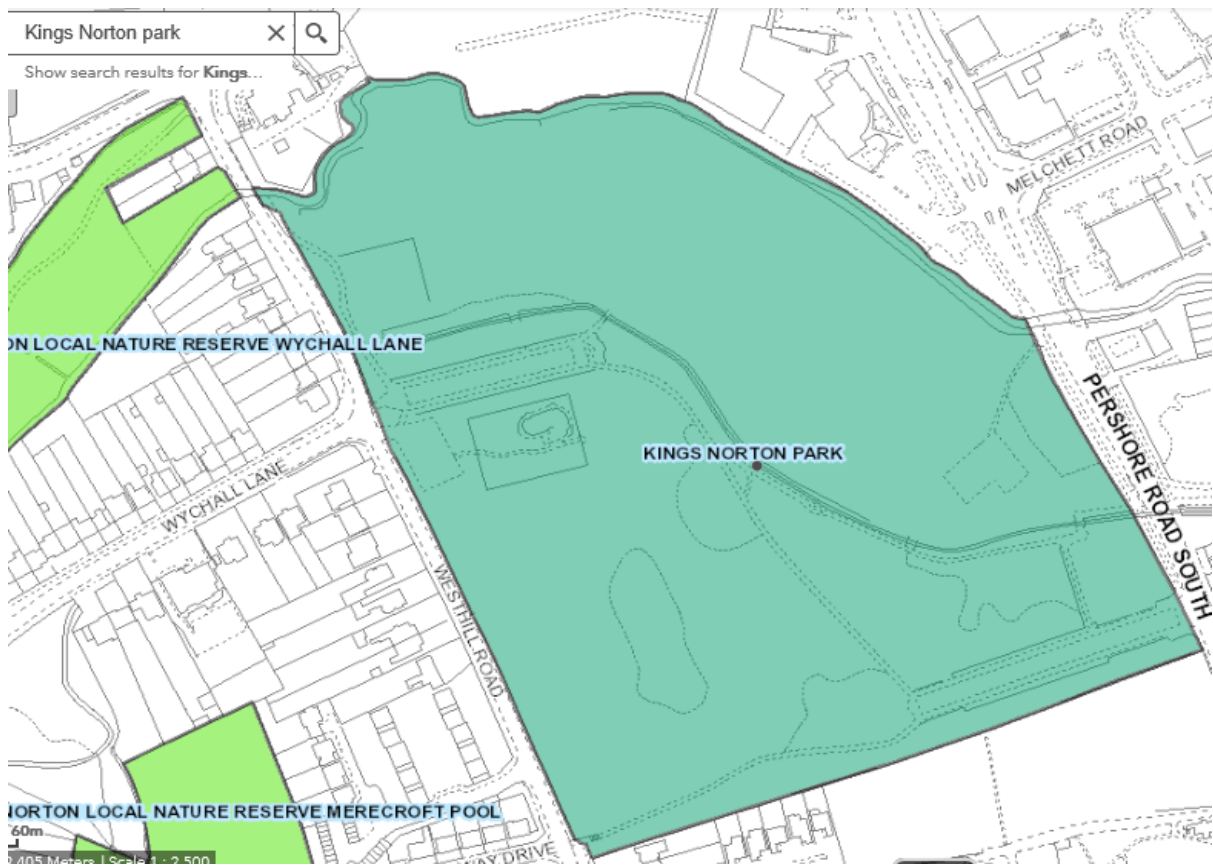 Kings Norton park
Show search results for Kings...
MELCHETT ROAD
ON LOCAL NATURE RESERVE WYCHALL LANE
PERSHORE ROAD SOUTH
KINGS NORTON PARK
WYCHALL LANE
WESTHILL ROAD
NORTON LOCAL NATURE RESERVE MERECROFT POOL
60m
DRIVE
405 Meters | Scale 1 : 2,500